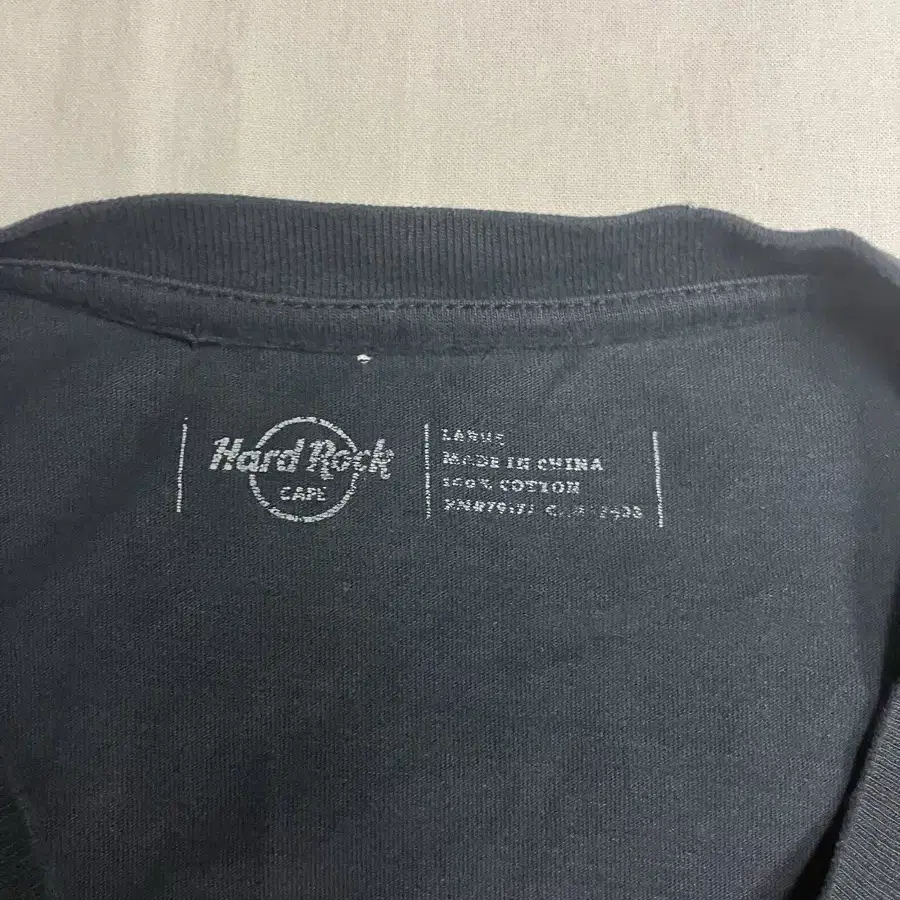 Hard Rock
CAFE
LARGE
MADE IN CHINA
100% COTTON